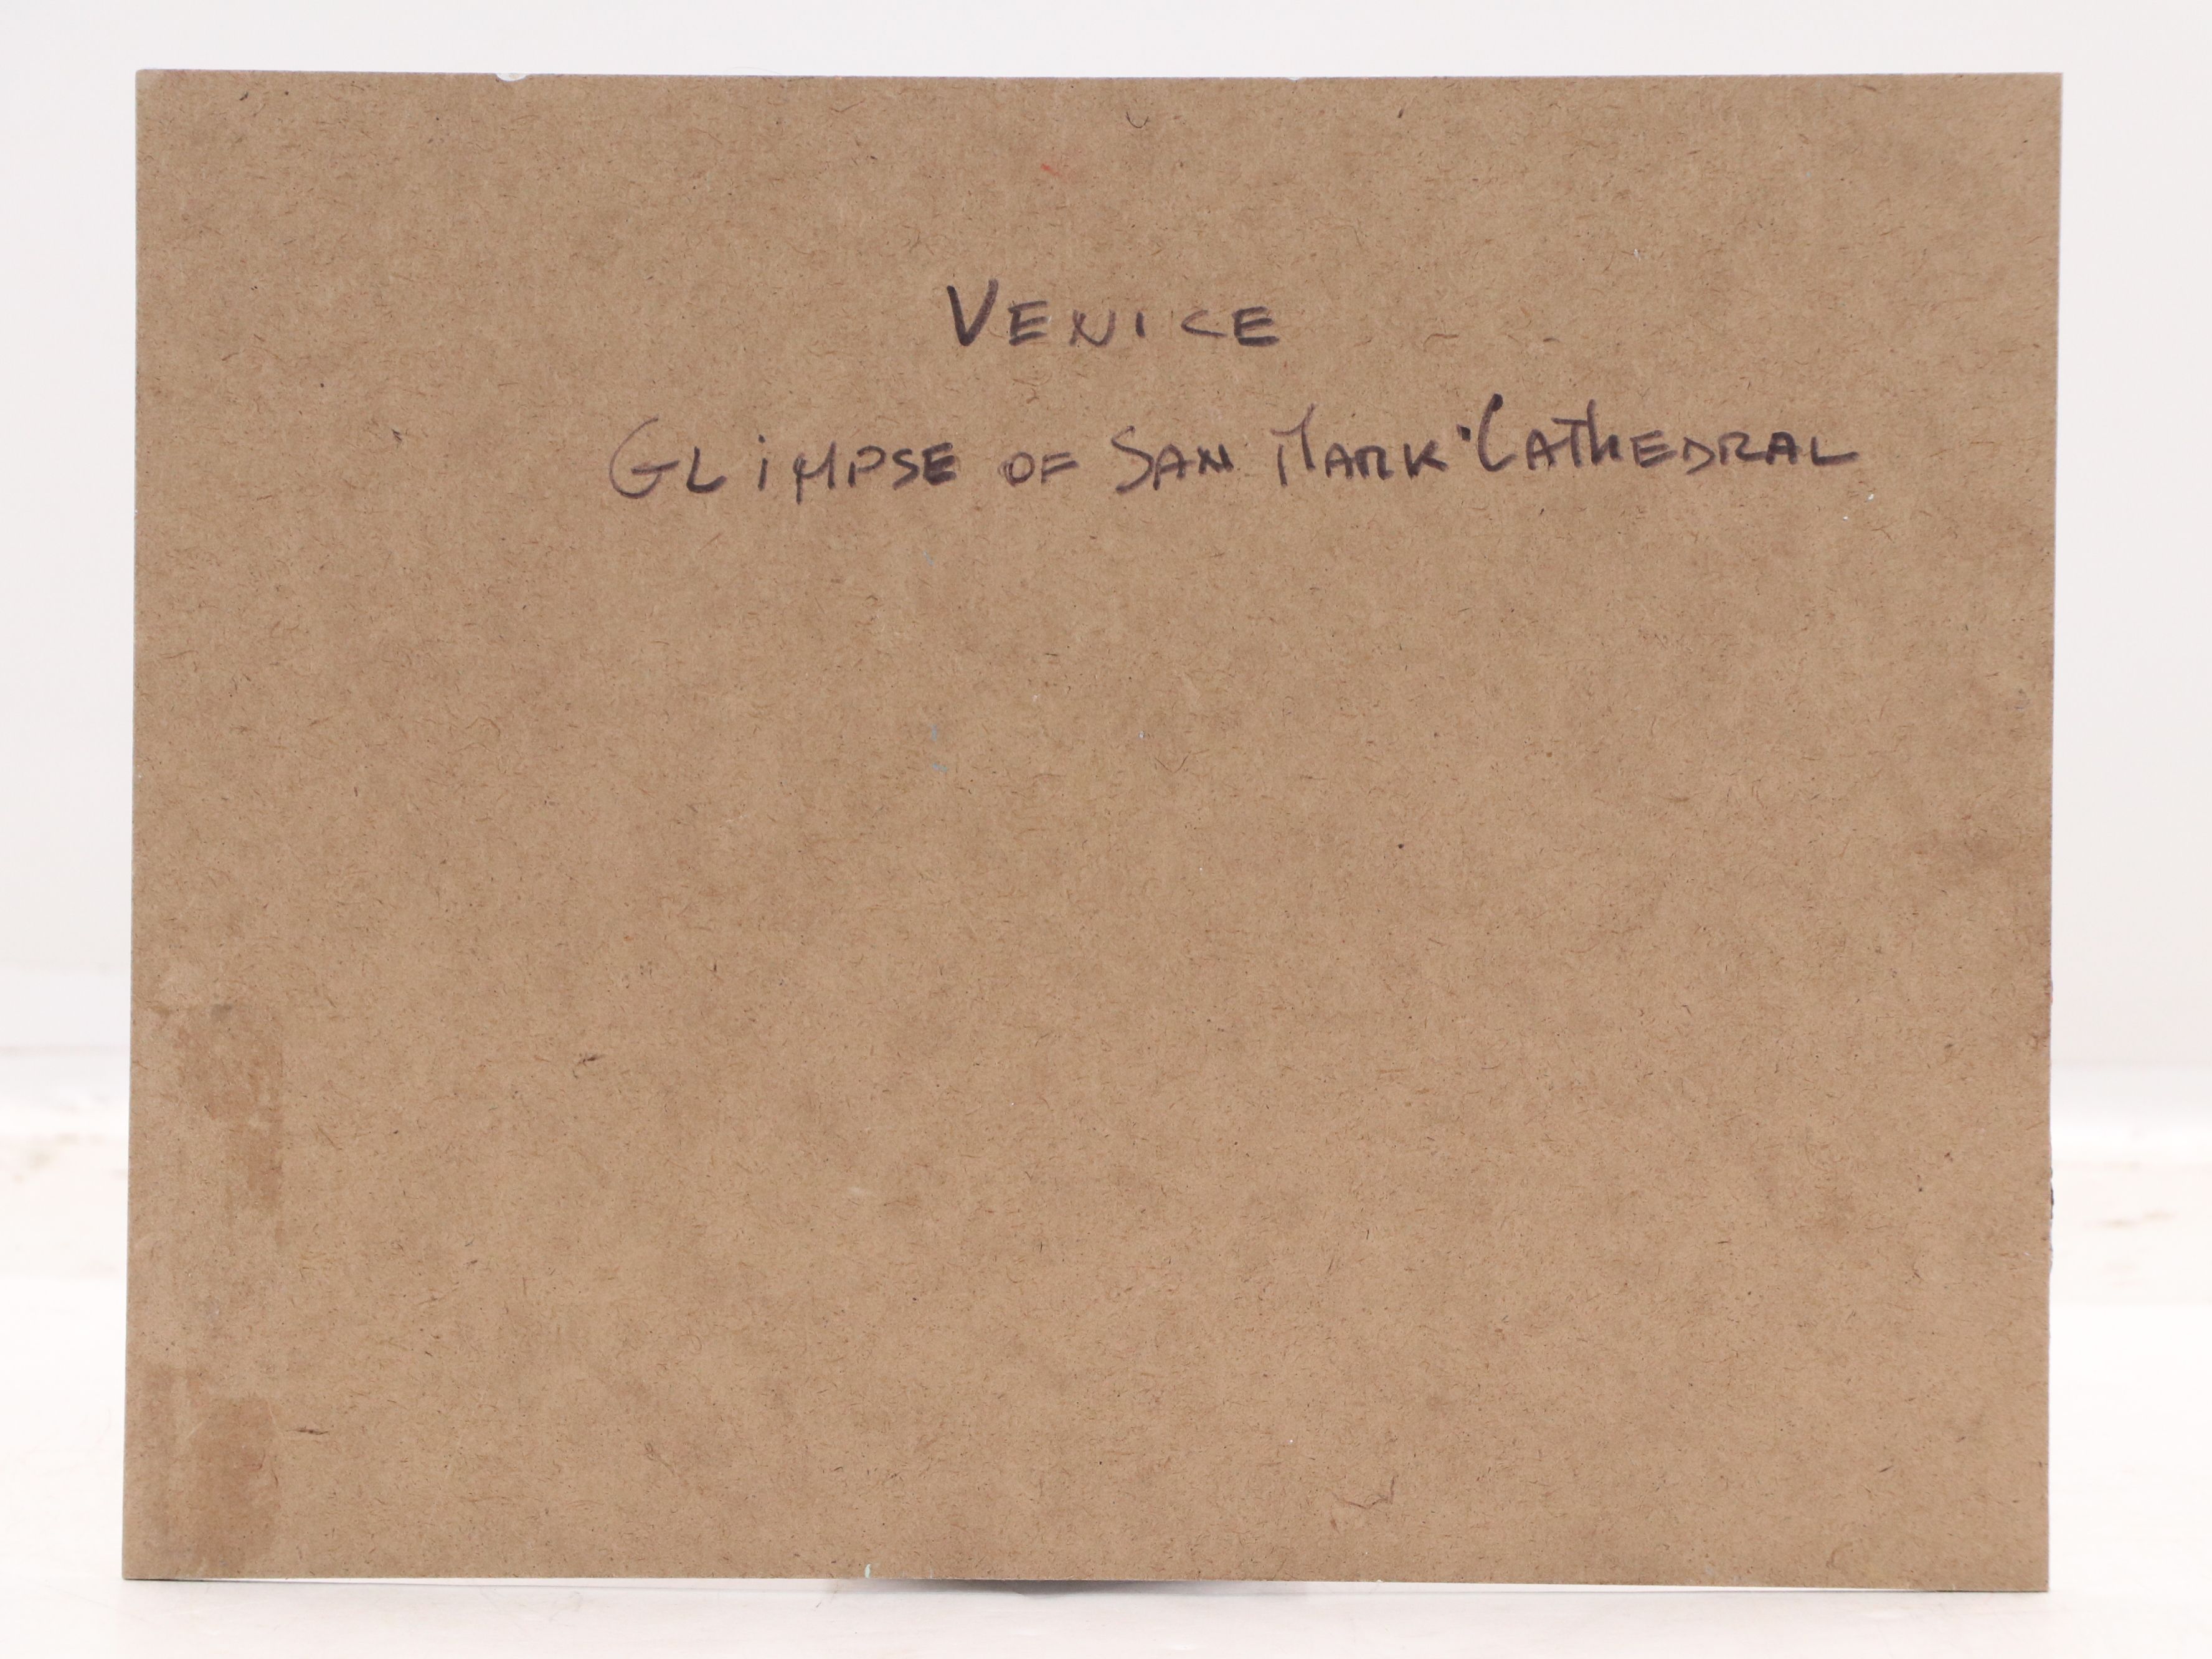 VENICE
GLiMPSE OF SAN MARK' CATHEDRAL